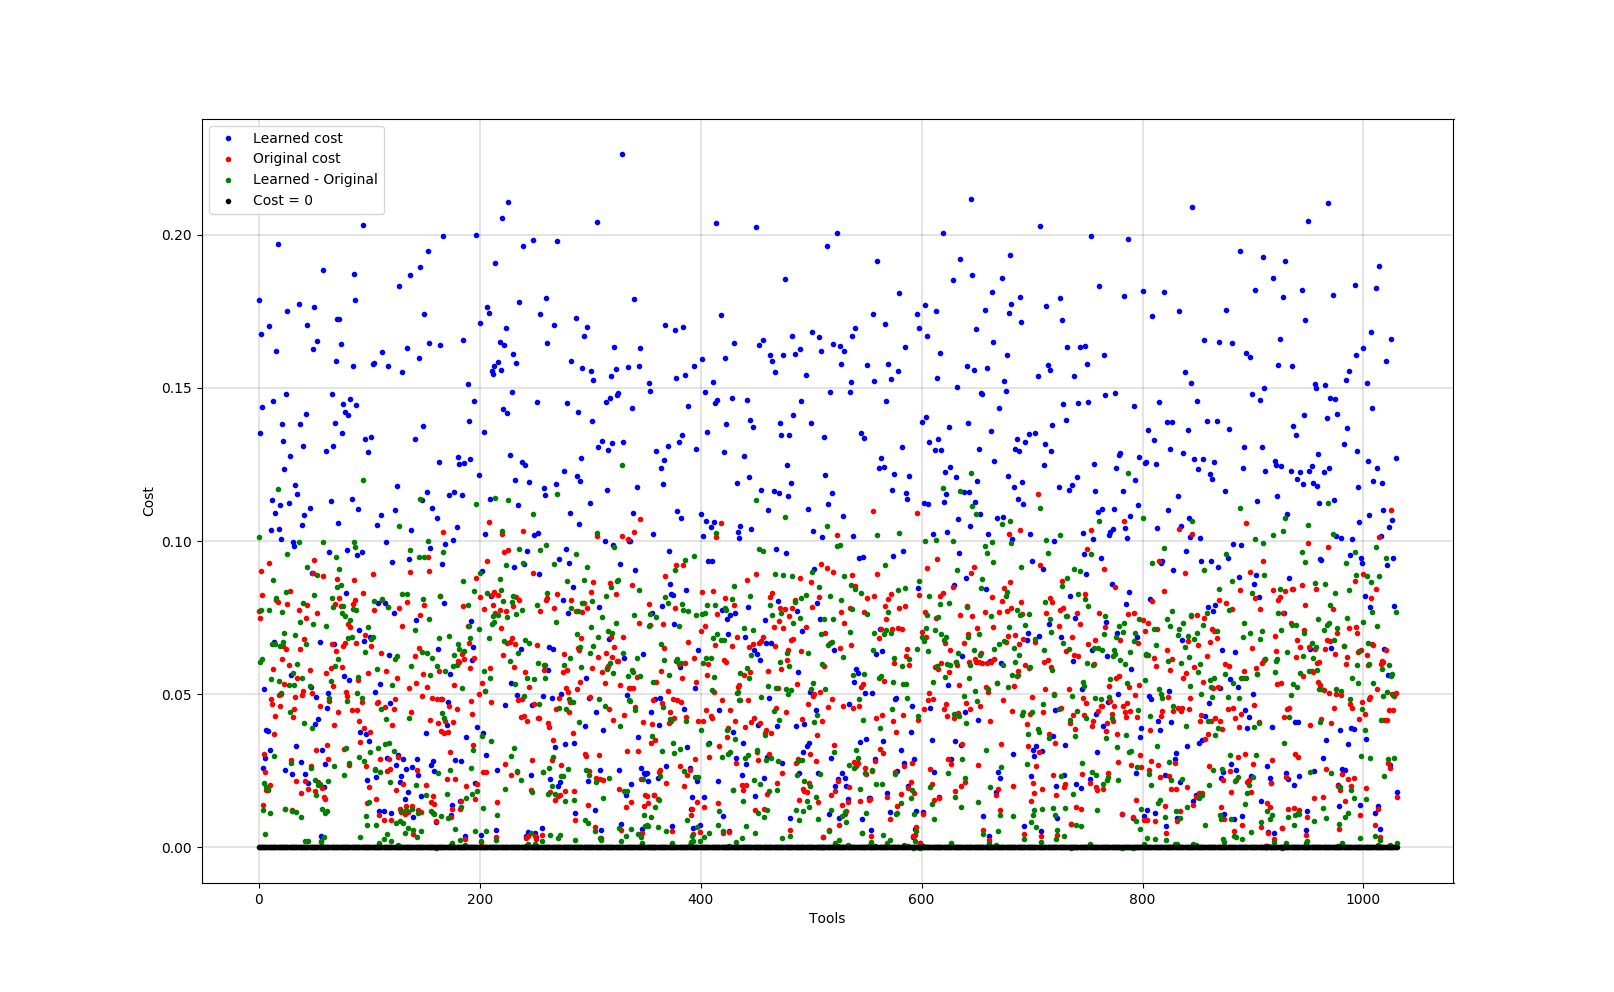 Learned cost
Original cost
Learned - Original
Cost = 0
0.20
0.15
0.10
0.05
0.00
Cost
0 200 400 600 800 1000
Tools